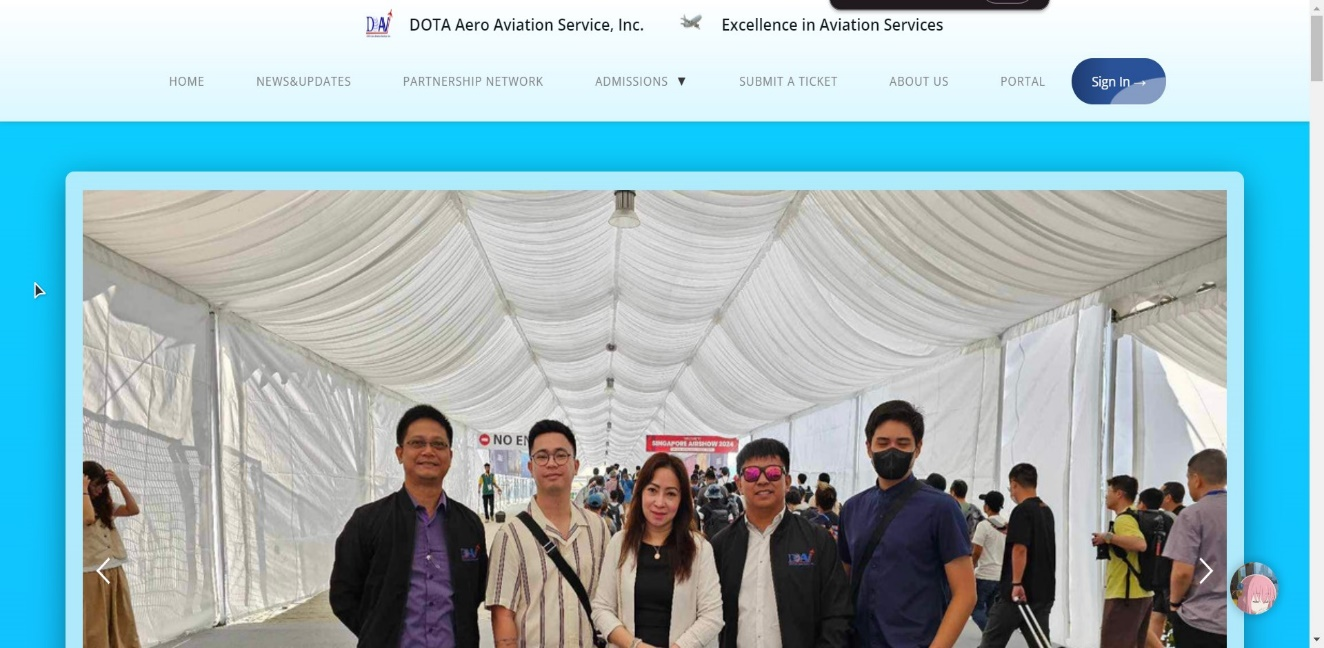 DOTA Aero Aviation Service, Inc. Excellence in Aviation Services
HOME NEWS&UPDATES PARTNERSHIP NETWORK ADMISSIONS ▼ SUBMIT A TICKET ABOUT US PORTAL Sign In →
NO EN
SINGAPORE AIRSHOW 2024